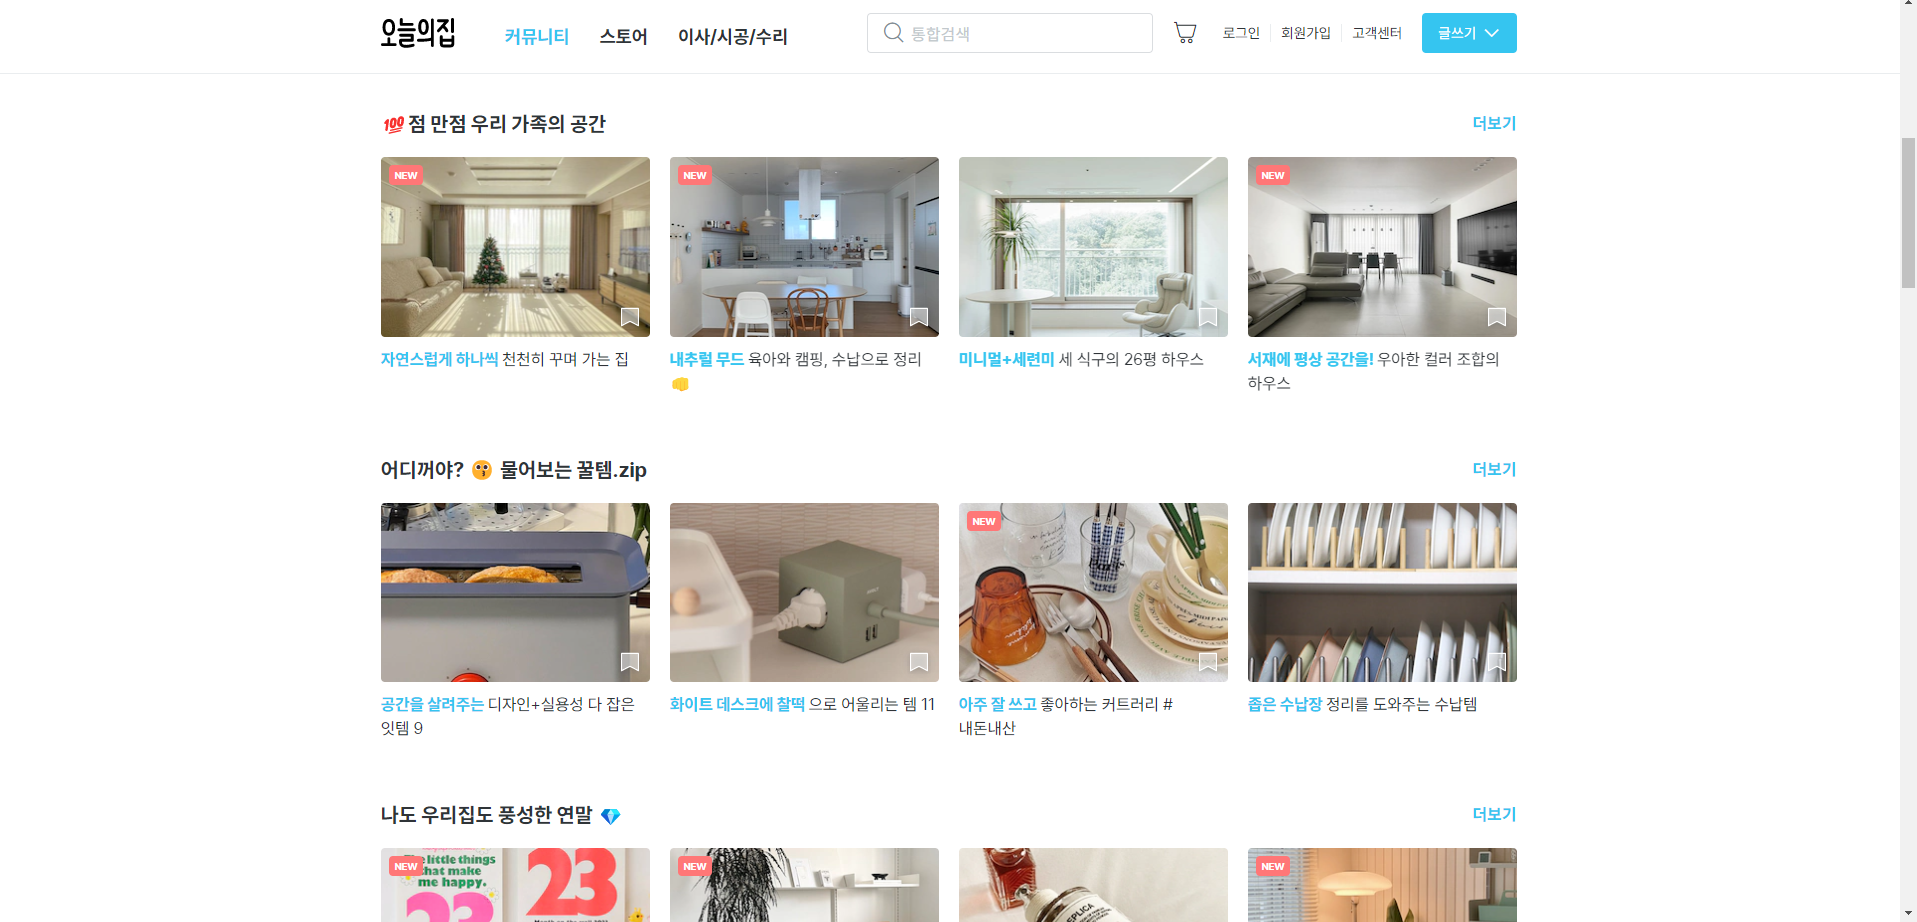 오늘의집 커뮤니티 스토어 이사/시공/수리 통합검색 로그인 회원가입 고객센터 글쓰기
💯점 만점 우리 가족의 공간 더보기
NEW NEW NEW
자연스럽게 하나씩 천천히 꾸며 가는 집
내추럴 무드 육아와 캠핑, 수납으로 정리
👊
미니멀+세련미 세 식구의 26평 하우스
서재에 평상 공간을! 우아한 컬러 조합의
하우스
어디꺼야? 😗 물어보는 꿀템.zip 더보기
NEW
공간을 살려주는 디자인+실용성 다 잡은
잇템 9
화이트 데스크에 찰떡 으로 어울리는 템 11
아주 잘 쓰고 좋아하는 커트러리 #
내돈내산
좁은 수납장 정리를 도와주는 수납템
나도 우리집도 풍성한 연말 💎 더보기
NEW NEW NEW
little things
that make
me happy.
23
23
REPLICA